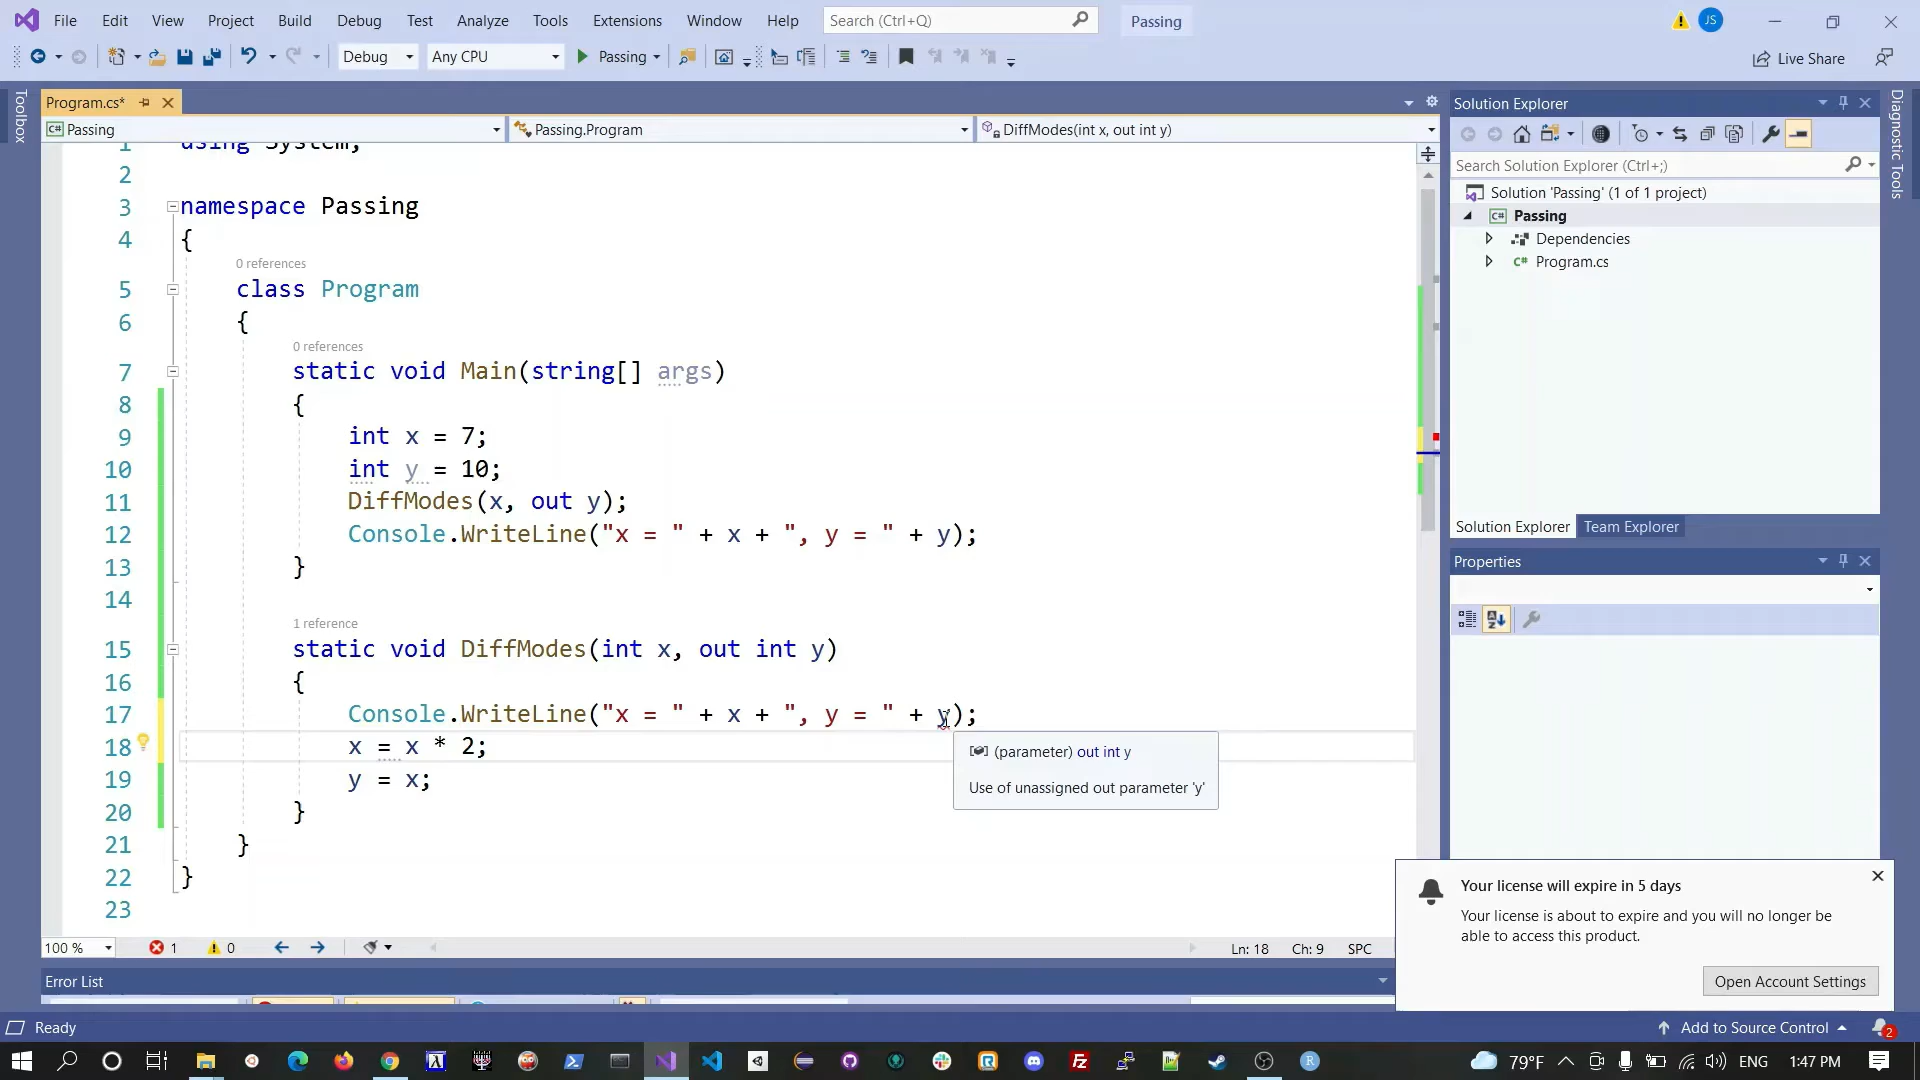 File Edit View Project Build Debug Test Analyze Tools Extensions Window Help Search (Ctrl+Q) Passing JS
Debug Any CPU Passing Live Share
Toolbox
Program.cs*
Passing Passing.Program DiffModes(int x, out int y)
1 using System;
2
3 namespace Passing
4 {
0 references
5 class Program
6 {
0 references
7 static void Main(string[] args)
8 {
9 int x = 7;
10 int y = 10;
11 DiffModes(x, out y);
12 Console.WriteLine("x = " + x + ", y = " + y);
13 }
14
1 reference
15 static void DiffModes(int x, out int y)
16 {
17 Console.WriteLine("x = " + x + ", y = " + y);
18 x = x * 2;
19 y = x;
20 }
21 }
22 }
23
(parameter) out int y
Use of unassigned out parameter 'y'
100 % 1 0 Ln: 18 Ch: 9 SPC
Error List
Solution Explorer
Search Solution Explorer (Ctrl+;)
Solution 'Passing' (1 of 1 project)
C# Passing
Dependencies
C# Program.cs
Solution Explorer Team Explorer
Properties
Diagnostic Tools
Your license will expire in 5 days
Your license is about to expire and you will no longer be
able to access this product.
Open Account Settings
Ready Add to Source Control 2
79°F ENG 1:47 PM